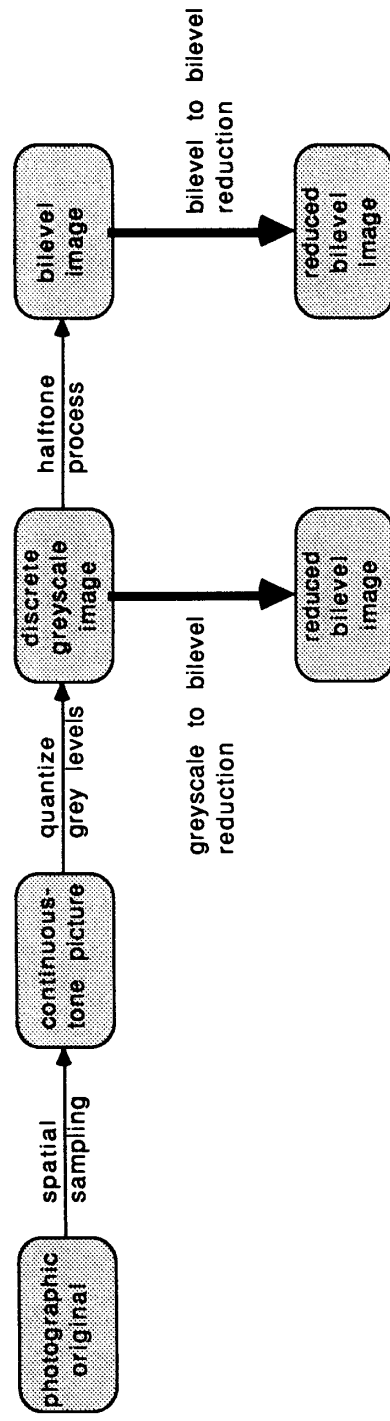 photographic
original
spatial
sampling
continuous-
tone picture
quantize
grey levels
discrete
greyscale
image
halftone
process
bilevel
image
greyscale to bilevel
reduction
bilevel to bilevel
reduction
reduced
bilevel
image
reduced
bilevel
image